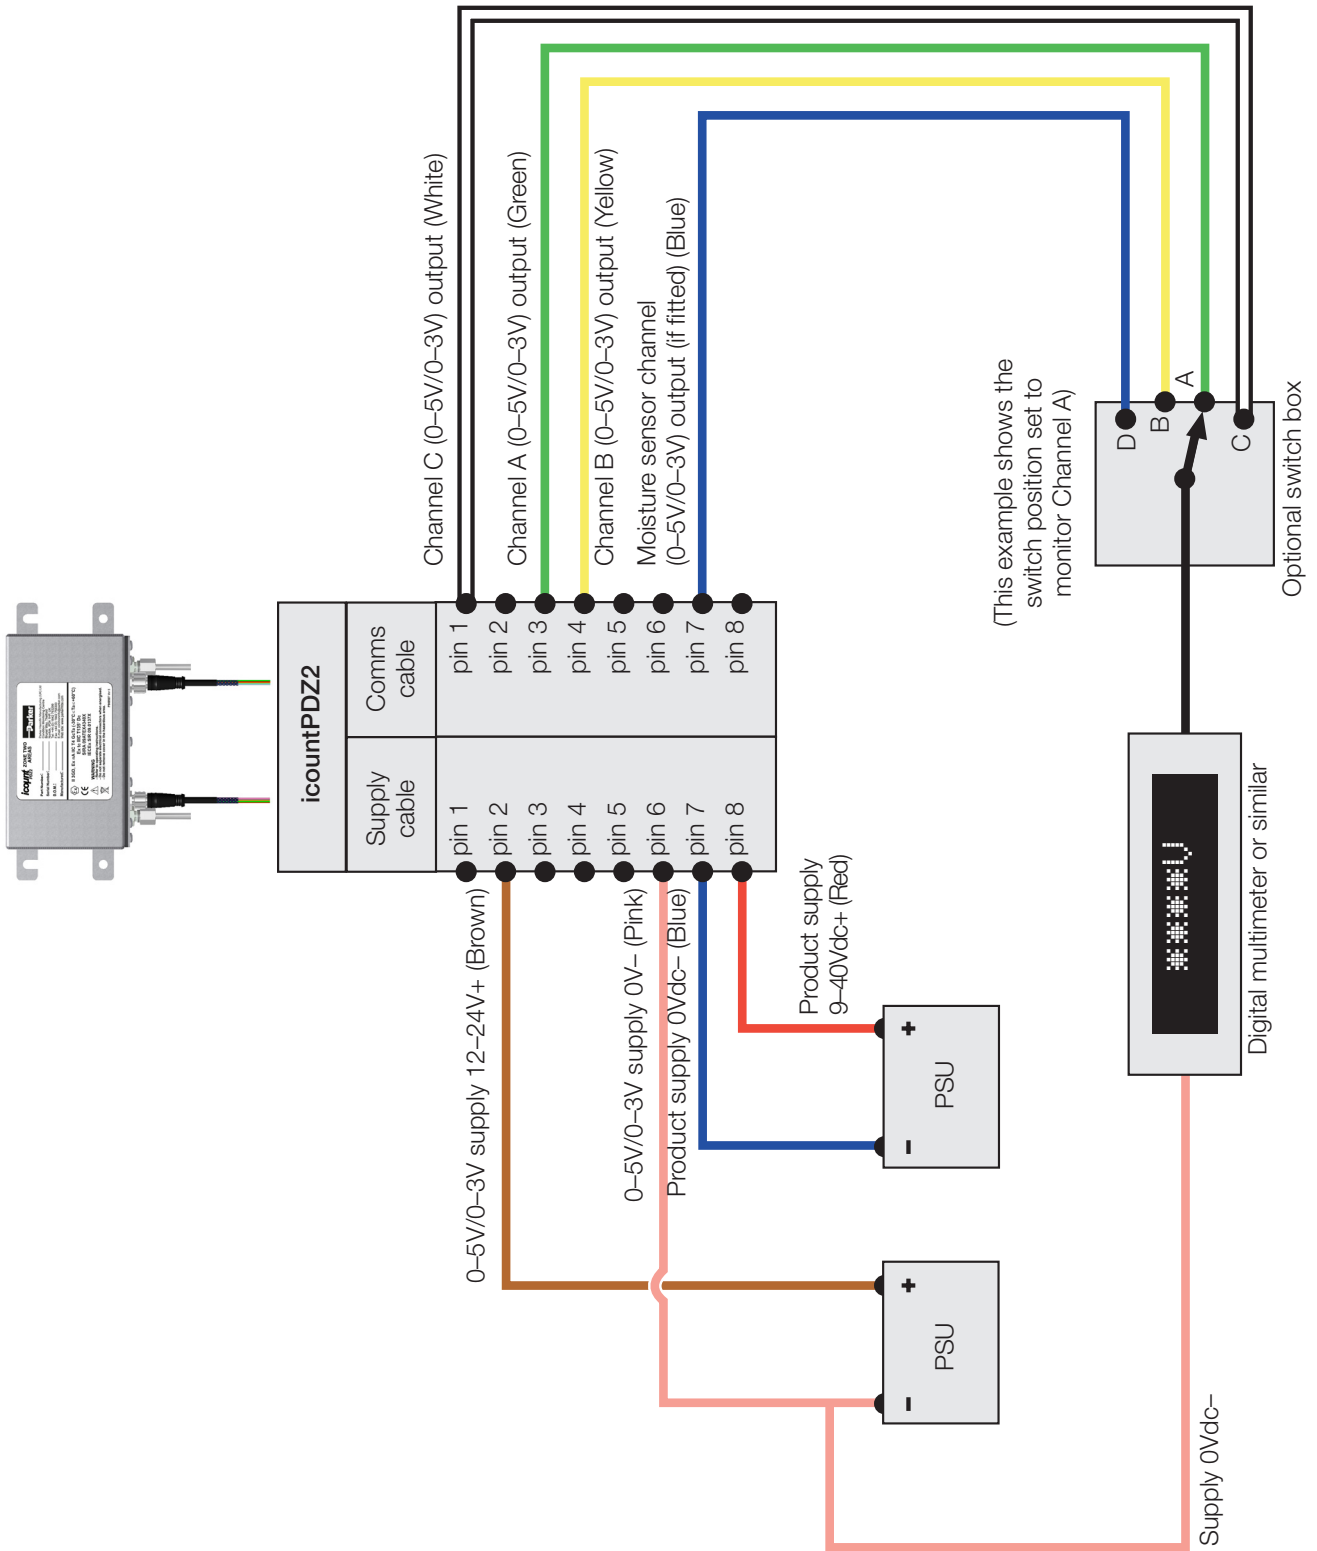 icount
ZONE TWO
AREAS
Parker
WARNING
icountPDZ2
Supply
cable
Comms
cable
pin 1
pin 2
pin 3
pin 4
pin 5
pin 6
pin 7
pin 8
pin 1
pin 2
pin 3
pin 4
pin 5
pin 6
pin 7
pin 8
Channel C (0–5V/0–3V) output (White)
Channel A (0–5V/0–3V) output (Green)
Channel B (0–5V/0–3V) output (Yellow)
Moisture sensor channel
(0–5V/0–3V) output (if fitted) (Blue)
0–5V/0–3V supply 12–24V+ (Brown)
0–5V/0–3V supply 0V– (Pink)
Product supply 0Vdc– (Blue)
Product supply
9–40Vdc+ (Red)
PSU
+
–
PSU
+
–
(This example shows the
switch position set to
monitor Channel A)
D
B
A
C
Optional switch box
****V
Digital multimeter or similar
Supply 0Vdc–